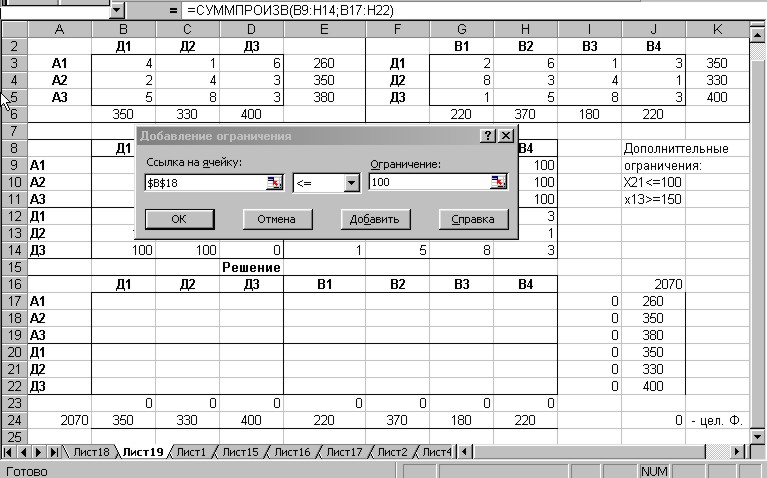 = =СУММПРОИЗВ(B9:H14;B17:H22)
A B C D E F G H I J K
2 Д1 Д2 Д3 В1 В2 В3 В4
3 А1 4 1 6 260 Д1 2 6 1 3 350
4 А2 2 4 3 350 Д2 8 3 4 1 330
5 А3 5 8 3 380 Д3 1 5 8 3 400
6 350 330 400 220 370 180 220
7
Добавление ограничения
8 Д1 В4 Дополниттельные
Ссылка на ячейку: Ограничение:
9 А1 100 ограничения:
$B$18 <= 100
10 А2 100 X21<=100
11 А3 100 х13>=150
ОК Отмена Добавить Справка
12 Д1 3
13 1
14 Д3 100 100 0 1 5 8 3
15 Решение
16 Д1 Д2 Д3 В1 В2 В3 В4 2070
17 А1 0 260
18 А2 0 350
19 А3 0 380
20 Д1 0 350
21 Д2 0 330
22 Д3 0 400
23 0 0 0 0 0 0 0
24 2070 350 330 400 220 370 180 220 0 - цел. Ф.
25
Лист18 Лист19 Лист1 Лист15 Лист16 Лист17 Лист2 Лист4
Готово NUM